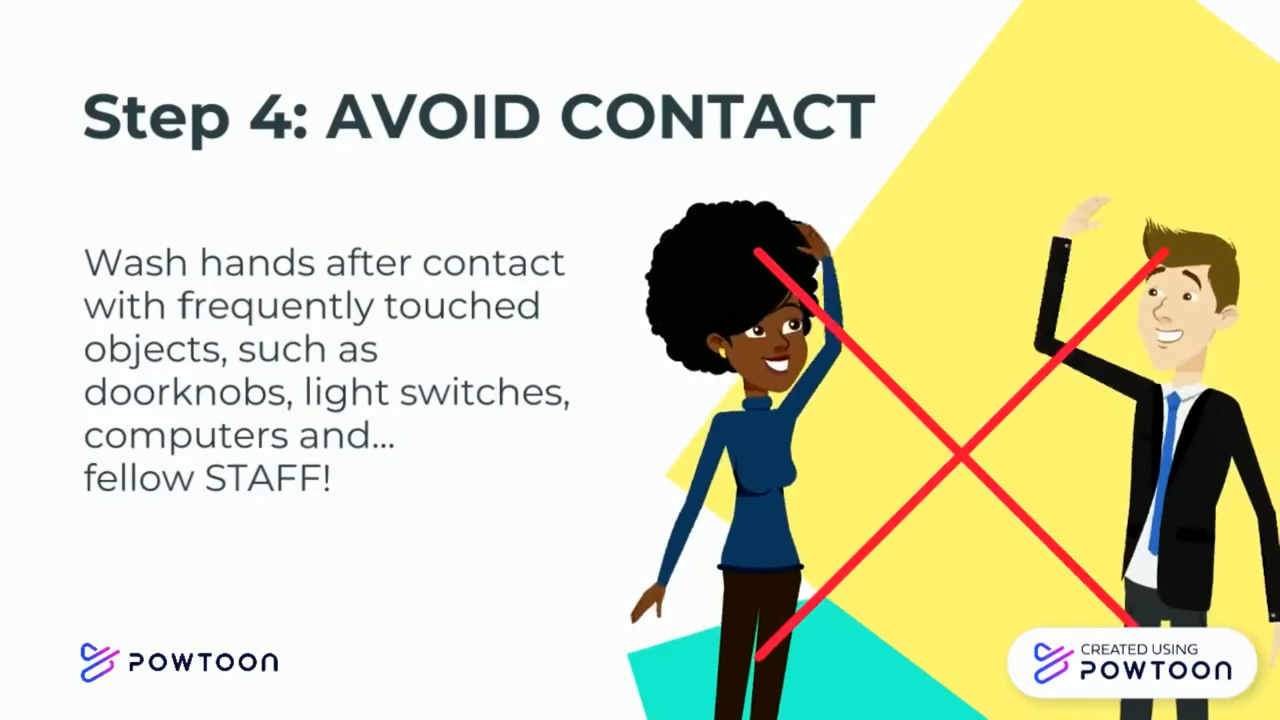 Step 4: AVOID CONTACT
Wash hands after contact
with frequently touched
objects, such as
doorknobs, light switches,
computers and...
fellow STAFF!
POWTOON
CREATED USING
POWTOON